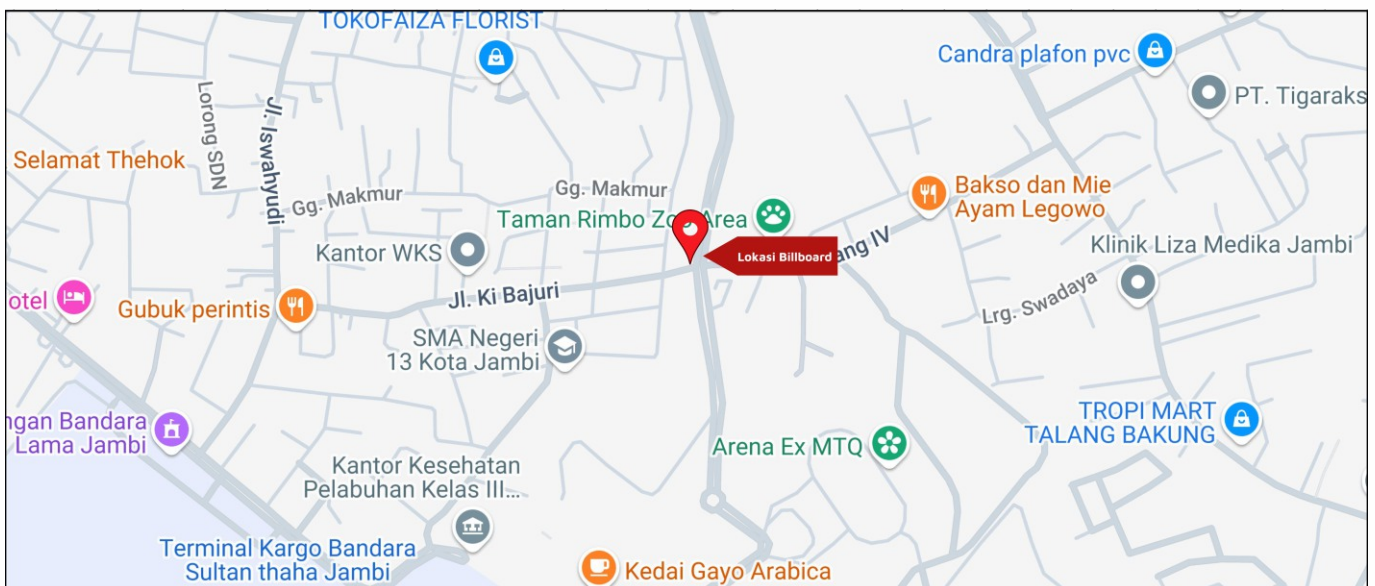 TOKOFAIZA FLORIST
Candra plafon pvc
PT. Tigaraks
Lorong SDN
Jl. Iswahyudi
Selamat Thehok
Gg. Makmur
Gg. Makmur
Taman Rimbo Zoo Area
Bakso dan Mie
Ayam Legowo
Kantor WKS
Lokasi Billboard
ang IV
Klinik Liza Medika Jambi
otel
Gubuk perintis
Jl. Ki Bajuri
Lrg. Swadaya
SMA Negeri
13 Kota Jambi
ngan Bandara
Lama Jambi
TROPI MART
TALANG BAKUNG
Arena Ex MTQ
Kantor Kesehatan
Pelabuhan Kelas III...
Terminal Kargo Bandara
Sultan thaha Jambi
Kedai Gayo Arabica